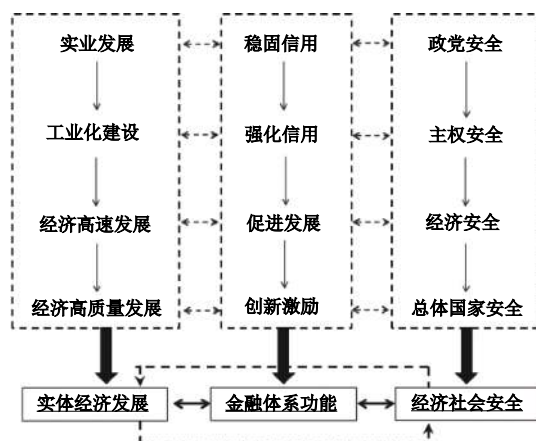 实业发展 稳固信用 政党安全
工业化建设 强化信用 主权安全
经济高速发展 促进发展 经济安全
经济高质量发展 创新激励 总体国家安全
实体经济发展 金融体系功能 经济社会安全